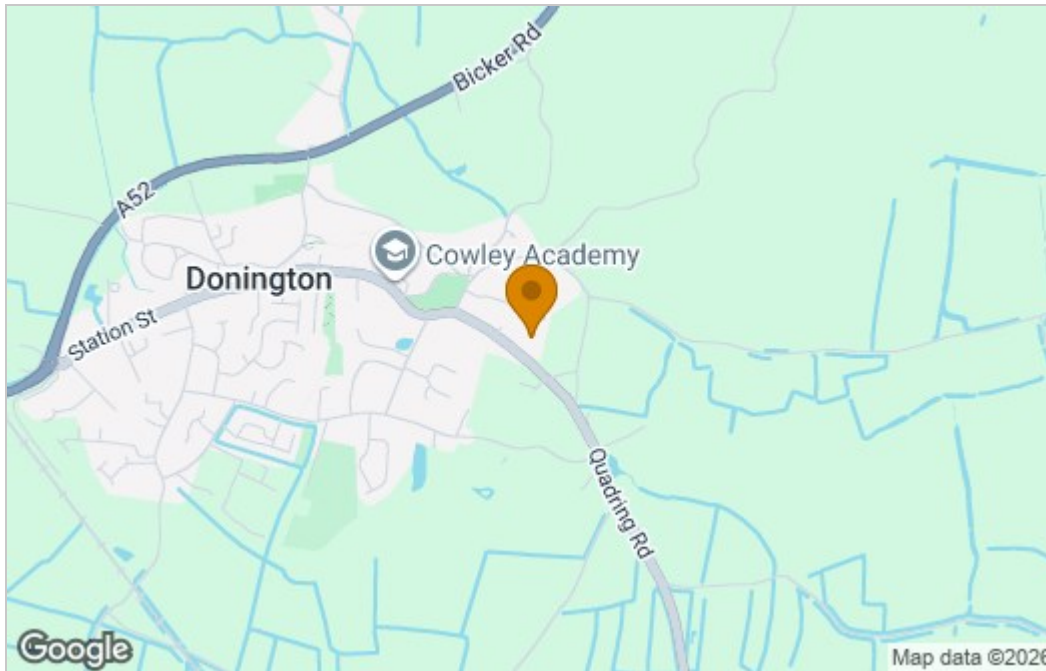 Bicker Rd
A52
Cowley Academy
Donington
Station St
Quadring Rd
Google
Map data ©2026